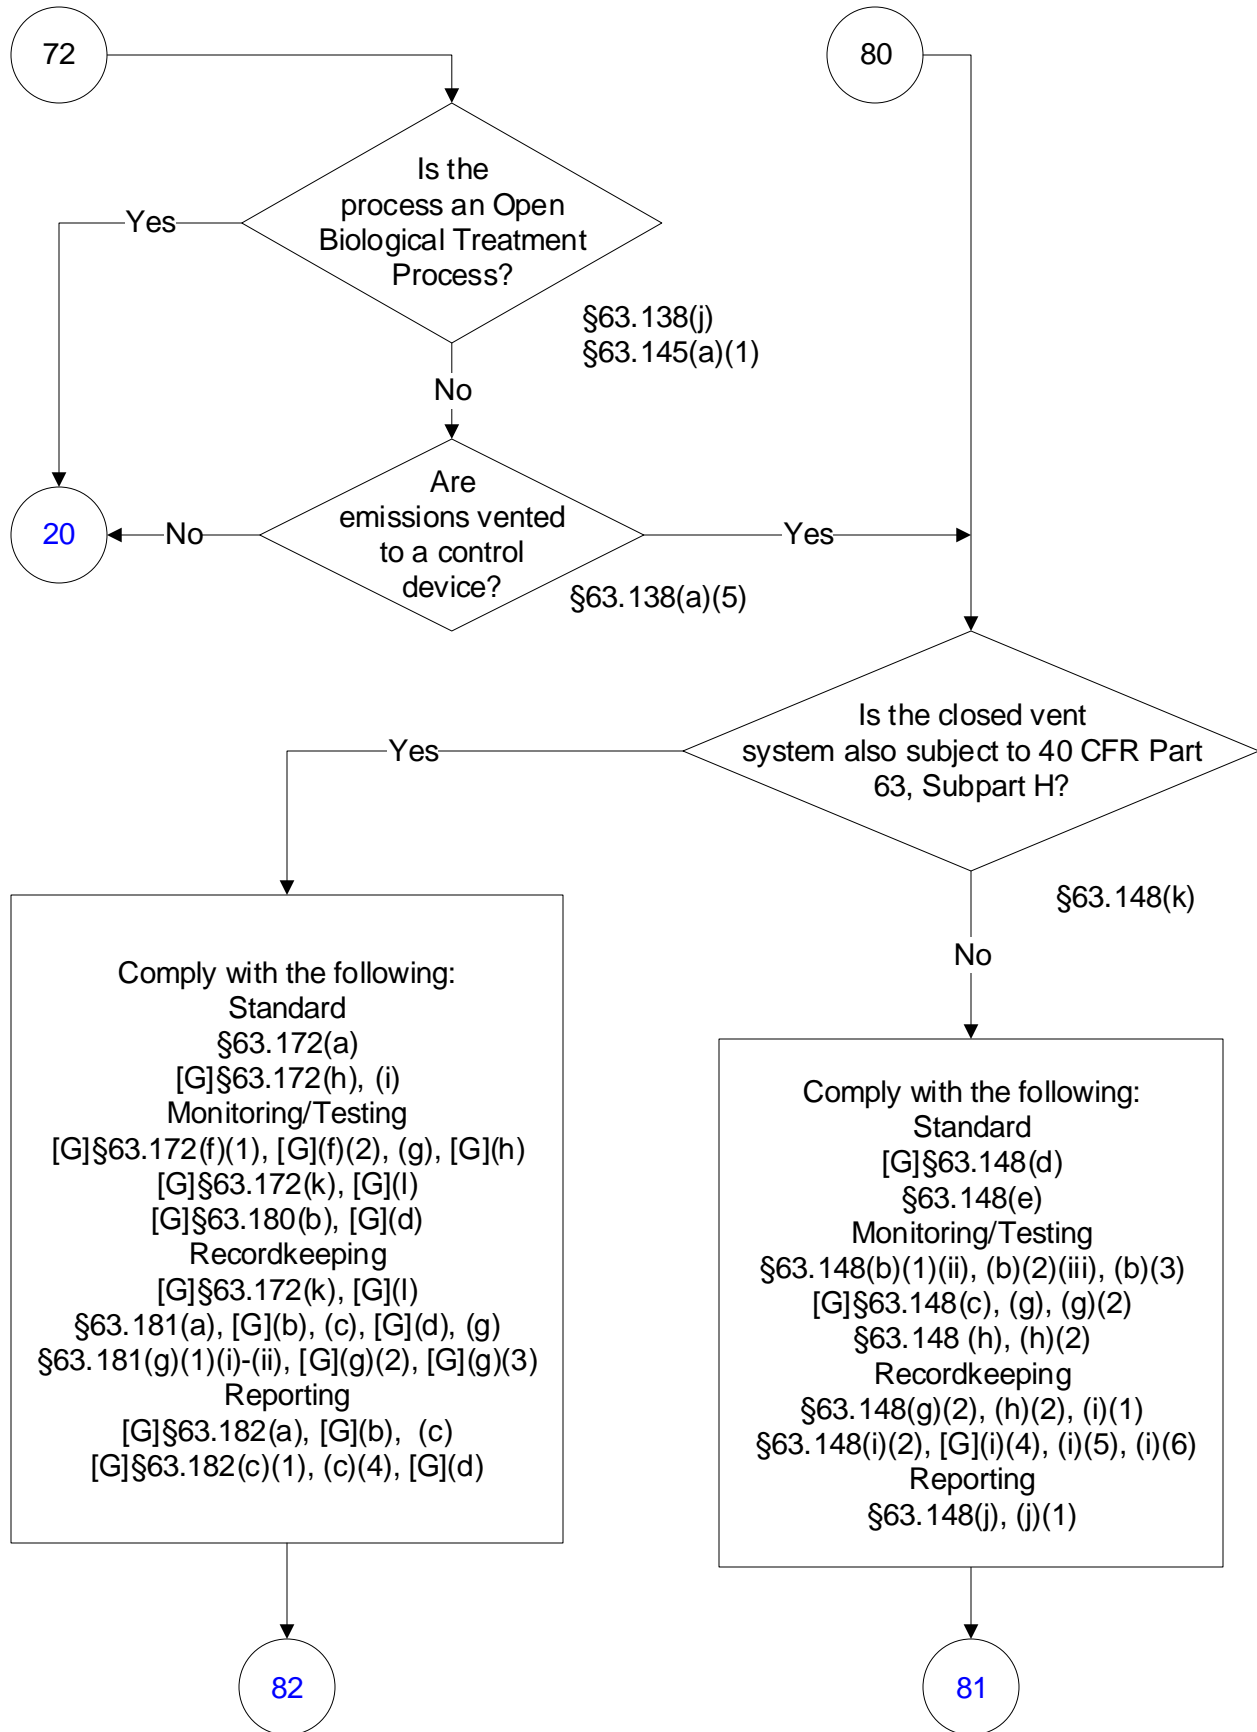 72
80
Is the
process an Open
Biological Treatment
Process?
Yes
§63.138(j)
§63.145(a)(1)
No
Are
emissions vented
to a control
device?
20
No
Yes
§63.138(a)(5)
Is the closed vent
system also subject to 40 CFR Part
63, Subpart H?
Yes
§63.148(k)
No
Comply with the following:
Standard
§63.172(a)
[G]§63.172(h), (i)
Monitoring/Testing
[G]§63.172(f)(1), [G](f)(2), (g), [G](h)
[G]§63.172(k), [G](l)
[G]§63.180(b), [G](d)
Recordkeeping
[G]§63.172(k), [G](l)
§63.181(a), [G](b), (c), [G](d), (g)
§63.181(g)(1)(i)-(ii), [G](g)(2), [G](g)(3)
Reporting
[G]§63.182(a), [G](b),  (c)
[G]§63.182(c)(1), (c)(4), [G](d)
Comply with the following:
Standard
[G]§63.148(d)
§63.148(e)
Monitoring/Testing
§63.148(b)(1)(ii), (b)(2)(iii), (b)(3)
[G]§63.148(c), (g), (g)(2)
§63.148 (h), (h)(2)
Recordkeeping
§63.148(g)(2), (h)(2), (i)(1)
§63.148(i)(2), [G](i)(4), (i)(5), (i)(6)
Reporting
§63.148(j), (j)(1)
82
81